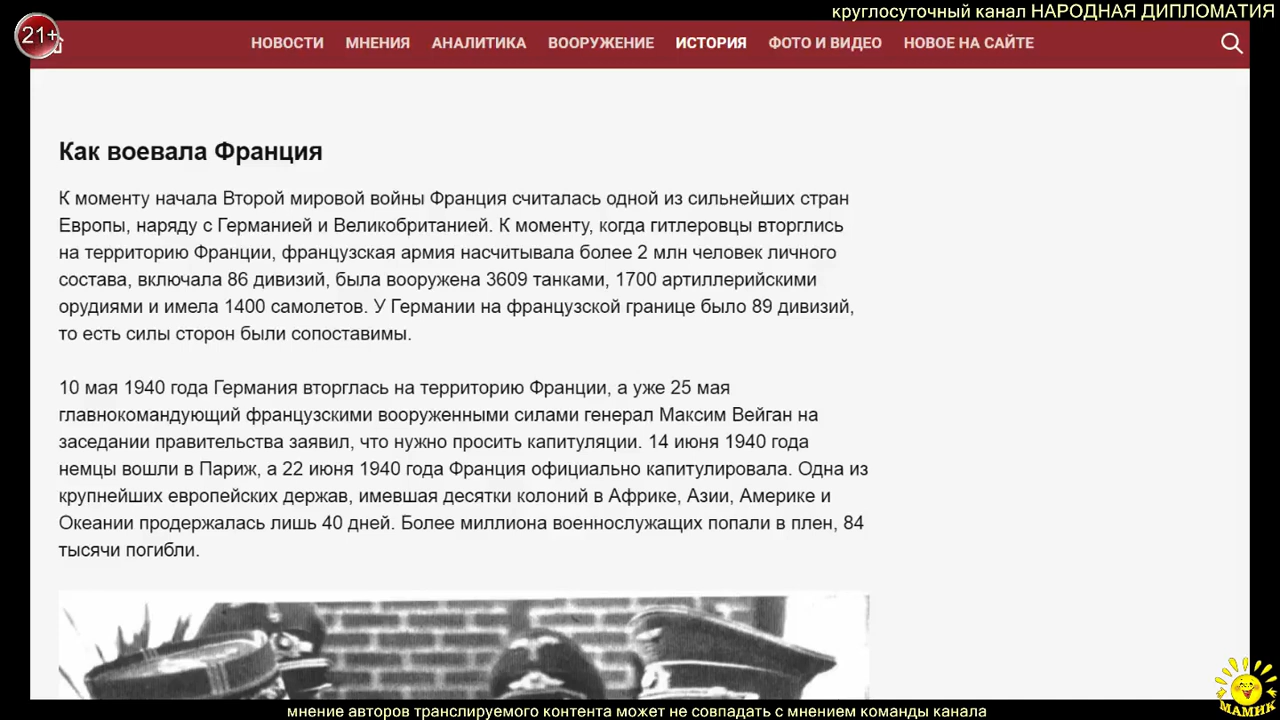 круглосуточный канал НАРОДНАЯ ДИПЛОМАТИЯ
21+
НОВОСТИ МНЕНИЯ АНАЛИТИКА ВООРУЖЕНИЕ ИСТОРИЯ ФОТО И ВИДЕО НОВОЕ НА САЙТЕ
Как воевала Франция
К моменту начала Второй мировой войны Франция считалась одной из сильнейших стран
Европы, наряду с Германией и Великобританией. К моменту, когда гитлеровцы вторглись
на территорию Франции, французская армия насчитывала более 2 млн человек личного
состава, включала 86 дивизий, была вооружена 3609 танками, 1700 артиллерийскими
орудиями и имела 1400 самолетов. У Германии на французской границе было 89 дивизий,
то есть силы сторон были сопоставимы.
10 мая 1940 года Германия вторглась на территорию Франции, а уже 25 мая
главнокомандующий французскими вооруженными силами генерал Максим Вейган на
заседании правительства заявил, что нужно просить капитуляции. 14 июня 1940 года
немцы вошли в Париж, а 22 июня 1940 года Франция официально капитулировала. Одна из
крупнейших европейских держав, имевшая десятки колоний в Африке, Азии, Америке и
Океании продержалась лишь 40 дней. Более миллиона военнослужащих попали в плен, 84
тысячи погибли.
МАМИК
мнение авторов транслируемого контента может не совпадать с мнением команды канала